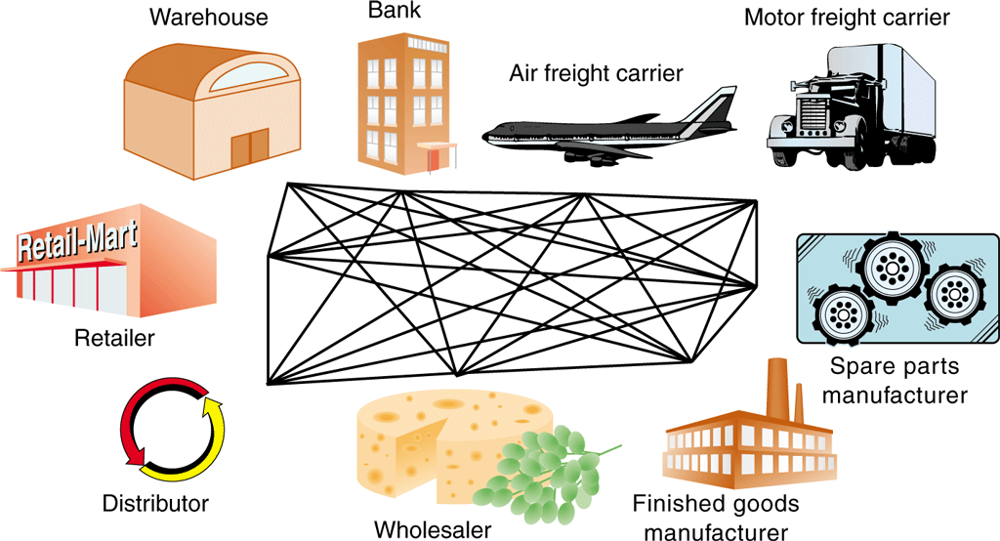 Warehouse
Bank
Motor freight carrier
Air freight carrier
Retail-Mart
Retailer
Spare parts
manufacturer
Distributor
Wholesaler
Finished goods
manufacturer